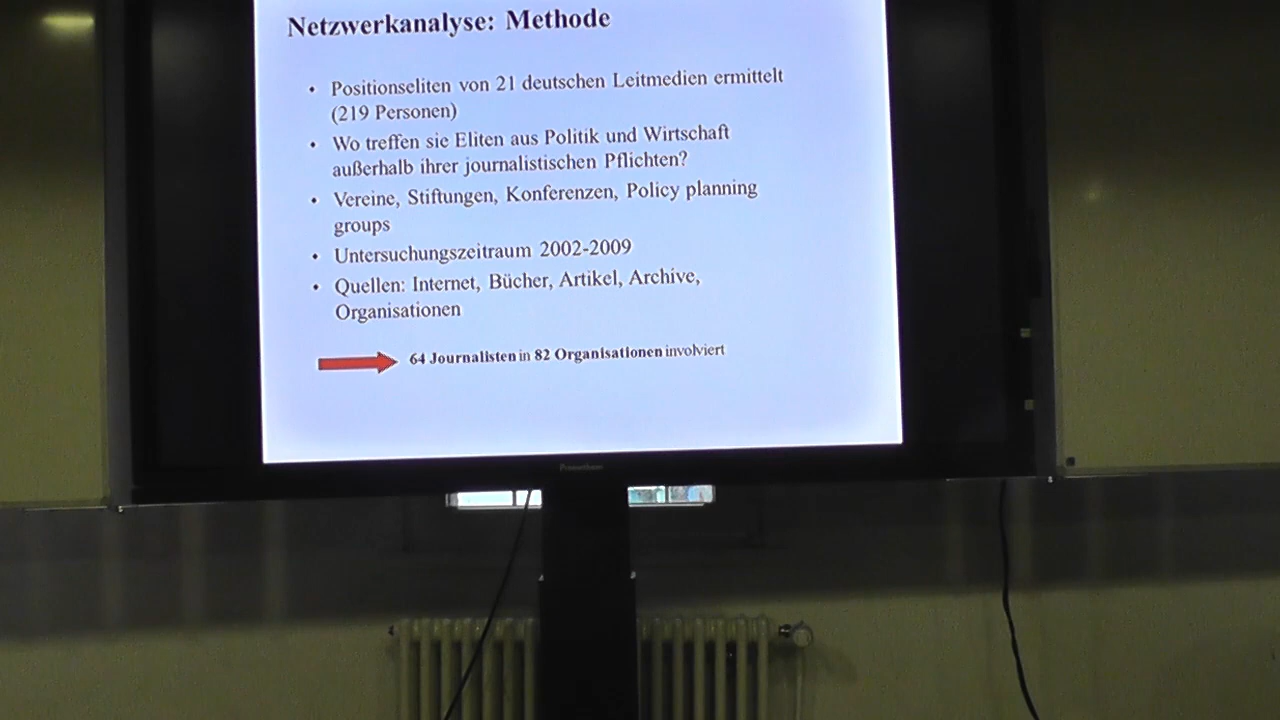 Netzwerkanalyse: Methode
• Positionseliten von 21 deutschen Leitmedien ermittelt
(219 Personen)
• Wo treffen sie Eliten aus Politik und Wirtschaft
außerhalb ihrer journalistischen Pflichten?
• Vereine, Stiftungen, Konferenzen, Policy planning
groups
• Untersuchungszeitraum 2002-2009
• Quellen: Internet, Bücher, Artikel, Archive,
Organisationen
64 Journalisten in 82 Organisationen involviert
Promethean